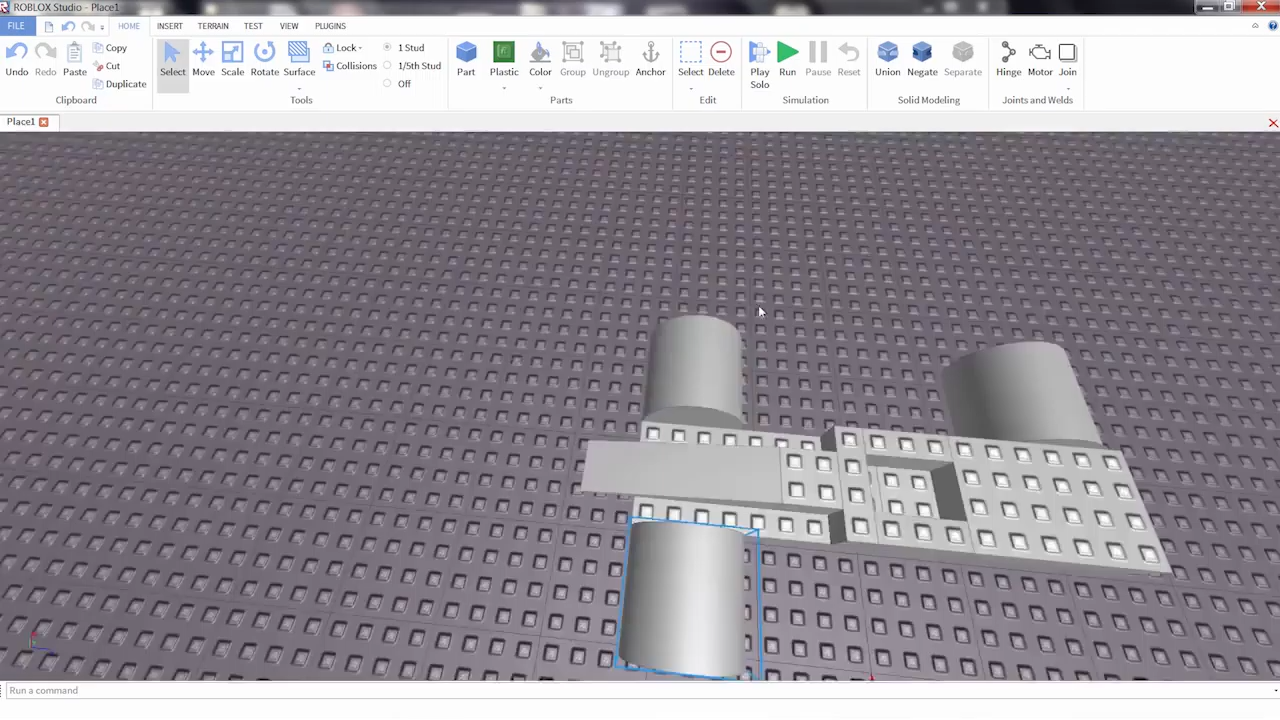 ROBLOX Studio - Place1
FILE HOME INSERT TERRAIN TEST VIEW PLUGINS
Undo Redo Paste Copy Cut Duplicate
Select Move Scale Rotate Surface Lock Collisions
1 Stud
1/5th Stud
Off
Part Plastic Color Group Ungroup Anchor
Select Delete
Play Solo Run Pause Reset
Union Negate Separate
Hinge Motor Join
Clipboard Tools Parts Edit Simulation Solid Modeling Joints and Welds
Place1
Run a command